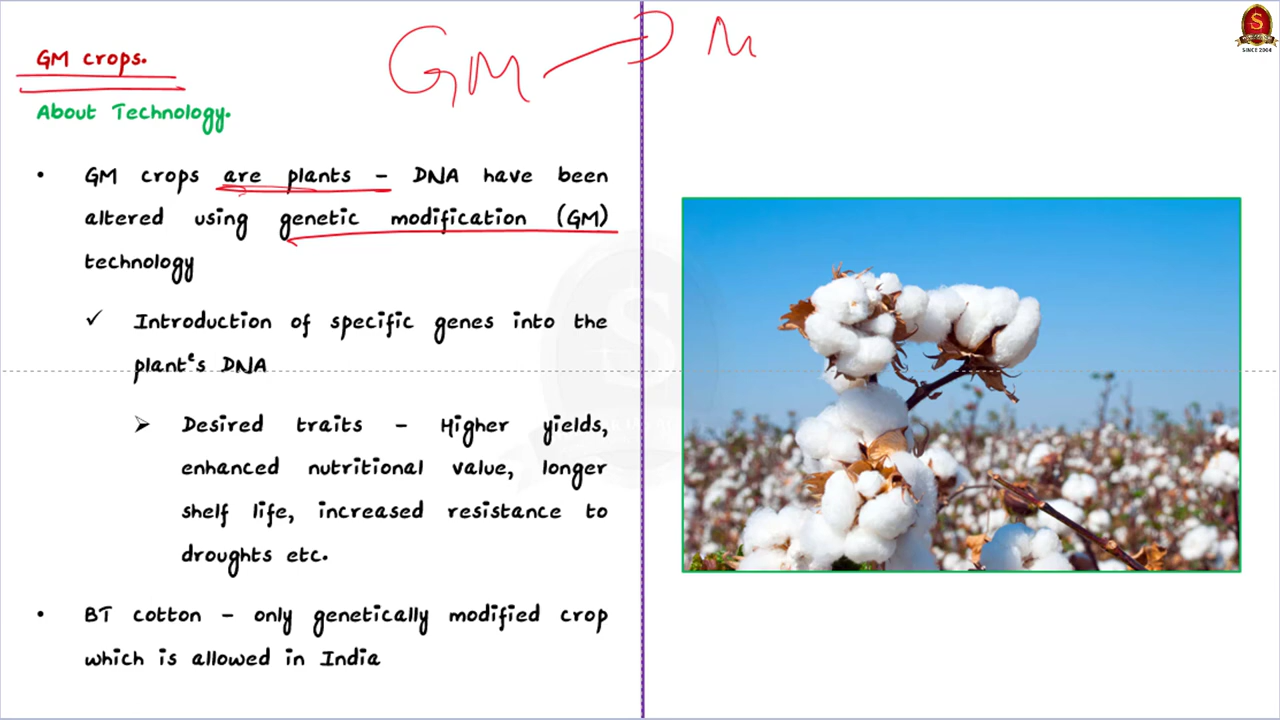 GM crops.
GM
M
About Technology.
• GM crops are plants – DNA have been
altered using genetic modification (GM)
technology
✓ Introduction of specific genes into the
plant‘s DNA
➢ Desired traits – Higher yields,
enhanced nutritional value, longer
shelf life, increased resistance to
droughts etc.
• BT cotton – only genetically modified crop
which is allowed in India
S
SINCE 2004